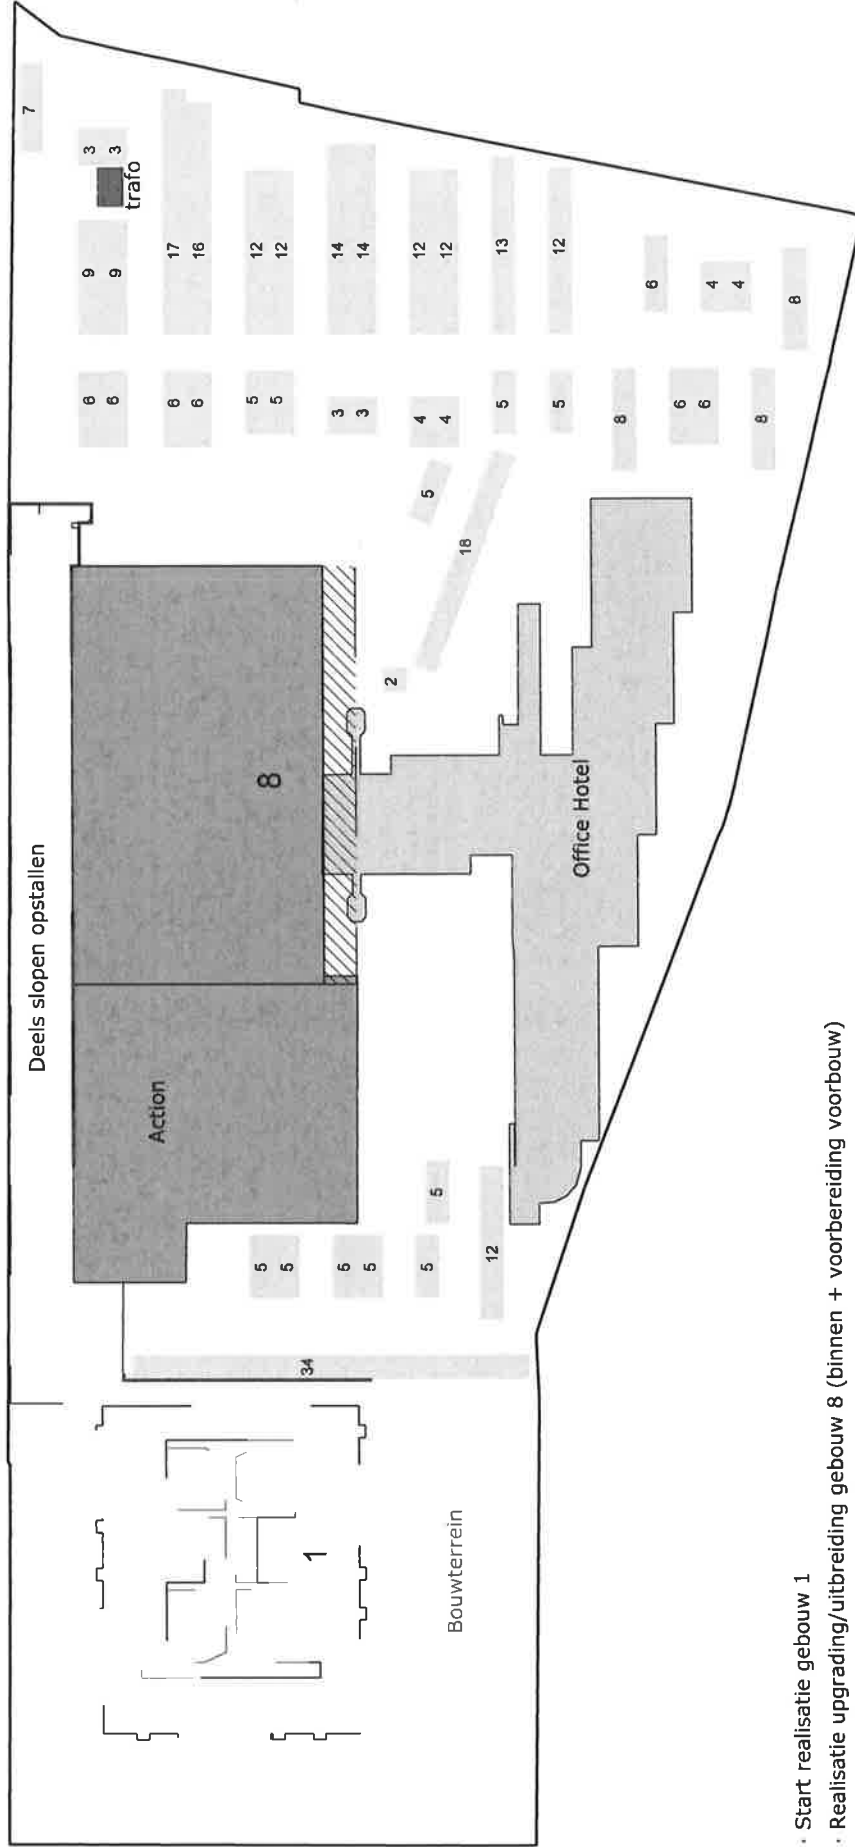 7
Deels slopen opstallen
6 9 3
6 9 3
trafo
Action
6 17
6 16
5 5 12
8
5 5 12
34
1
6 3 14
5 3 14
2
5 4 12
5 5
4 12
Bouwterrein
18
12
5 13
5 12
Office Hotel
8
6
6
6
4
4
8
8
· Start realisatie gebouw 1
· Realisatie upgrading/uitbreiding gebouw 8 (binnen + voorbereiding voorbouw)